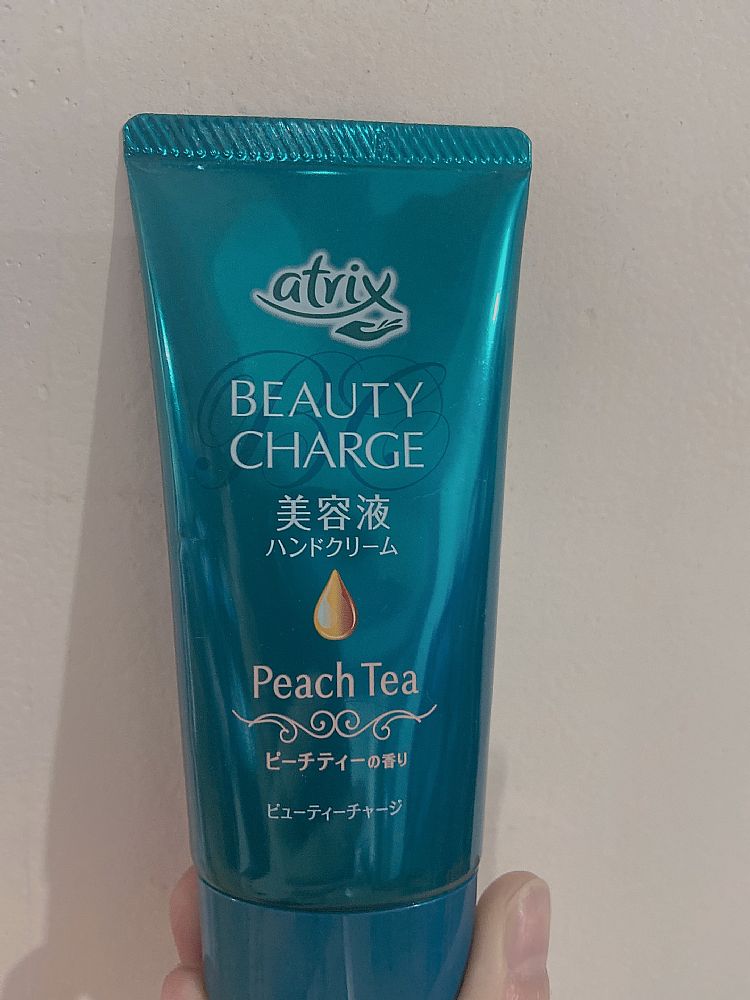 atrix
BEAUTY
CHARGE
美容液
ハンドクリーム
Peach Tea
ピーチティーの香り
ビューティーチャージ